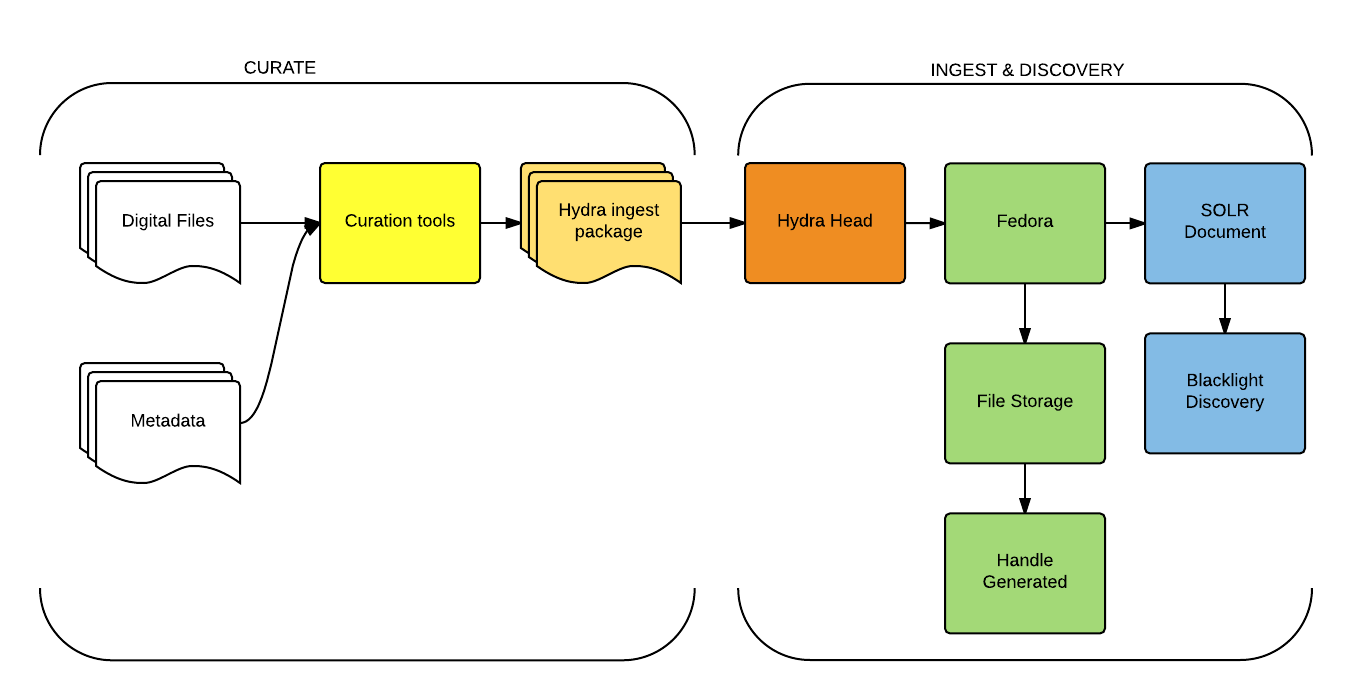 CURATE
INGEST & DISCOVERY
Digital Files
Curation tools
Hydra ingest
package
Hydra Head
Fedora
SOLR
Document
Metadata
File Storage
Blacklight
Discovery
Handle
Generated